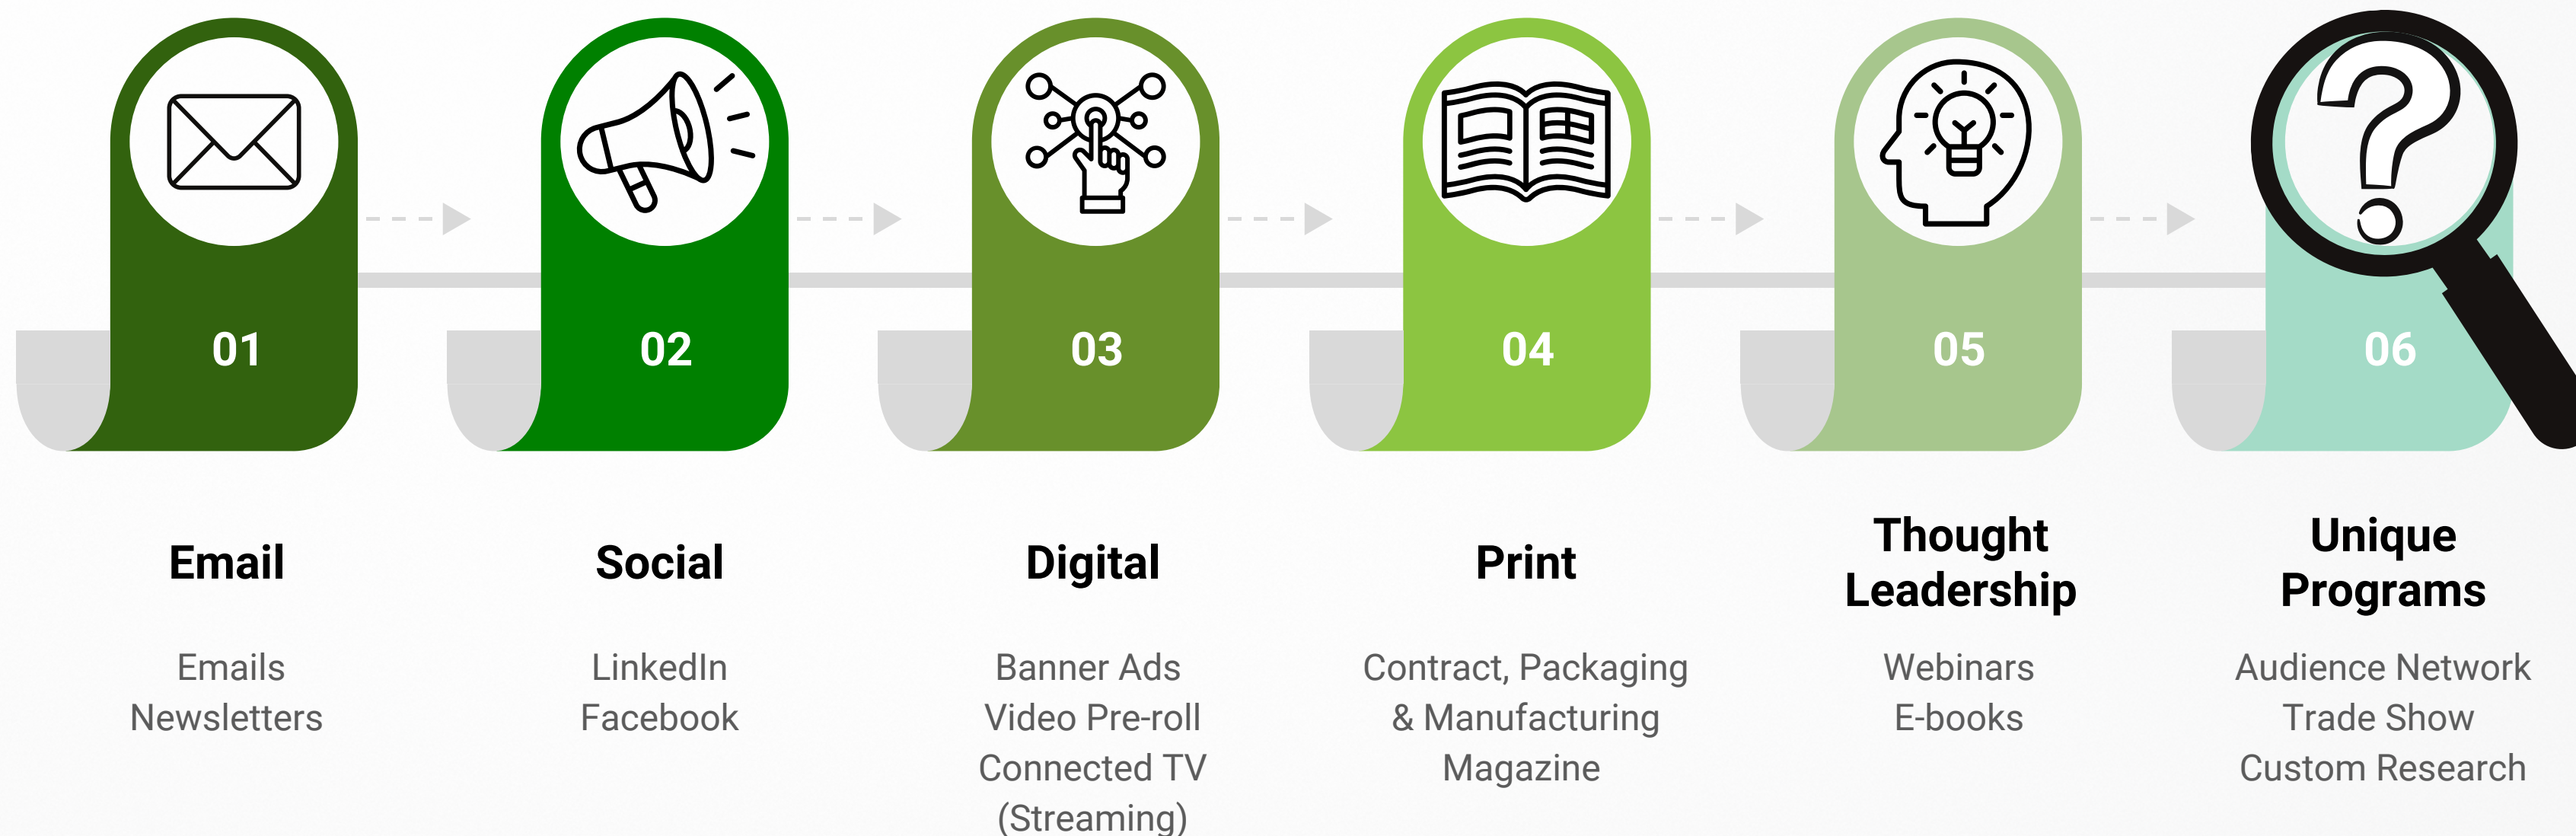 01
02
03
04
05
06
Email
Emails
Newsletters
Social
LinkedIn
Facebook
Digital
Banner Ads
Video Pre-roll
Connected TV
(Streaming)
Print
Contract, Packaging
& Manufacturing
Magazine
Thought
Leadership
Webinars
E-books
Unique
Programs
Audience Network
Trade Show
Custom Research